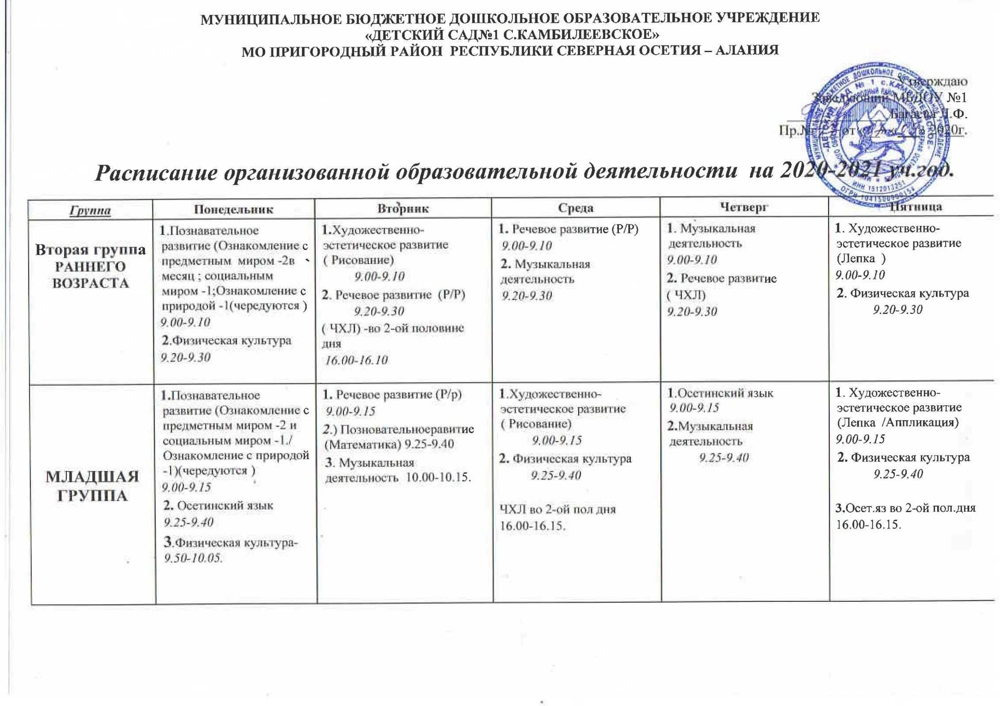 МУНИЦИПАЛЬНОЕ БЮДЖЕТНОЕ ДОШКОЛЬНОЕ ОБРАЗОВАТЕЛЬНОЕ УЧРЕЖДЕНИЕ
«ДЕТСКИЙ САД№1 С.КАМБИЛЕЕВСКОЕ»
МО ПРИГОРОДНЫЙ РАЙОН РЕСПУБЛИКИ СЕВЕРНАЯ ОСЕТИЯ – АЛАНИЯ
Утверждаю
Заведующий МБДОУ №1
Багаева Л.Ф.
Пр.№ от « » 2020г.
МУНИЦИПАЛЬНОЕ БЮДЖЕТНОЕ ДОШКОЛЬНОЕ ОБРАЗОВАТЕЛЬНОЕ УЧРЕЖДЕНИЕ
ДЕТСКИЙ САД № 1 с.КАМБИЛЕЕВСКОЕ
ИНН 1512013251
ОГРН 1041500900154
Расписание организованной образовательной деятельности на 2020-2021 уч.год.
Группа
Понедельник
Вторник
Среда
Четверг
Пятница
Вторая группа
РАННЕГО
ВОЗРАСТА
1.Познавательное
развитие (Ознакомление с
предметным миром -2в
месяц ; социальным
миром -1;Ознакомление с
природой -1(чередуются )
9.00-9.10
2.Физическая культура
9.20-9.30
1.Художественно-
эстетическое развитие
( Рисование)
9.00-9.10
2. Речевое развитие (Р/Р)
9.20-9.30
( ЧХЛ) -во 2-ой половине
дня
16.00-16.10
1. Речевое развитие (Р/Р)
9.00-9.10
2. Музыкальная
деятельность
9.20-9.30
1. Музыкальная
деятельность
9.00-9.10
2. Речевое развитие
( ЧХЛ)
9.20-9.30
1. Художественно-
эстетическое развитие
(Лепка )
9.00-9.10
2. Физическая культура
9.20-9.30
МЛАДШАЯ
ГРУППА
1.Познавательное
развитие (Ознакомление с
предметным миром -2 и
социальным миром -1./
Ознакомление с природой
-1)(чередуются )
9.00-9.15
2. Осетинский язык
9.25-9.40
3.Физическая культура-
9.50-10.05.
1. Речевое развитие (Р/р)
9.00-9.15
2.) Позновательноеравитие
(Математика) 9.25-9.40
3. Музыкальная
деятельность 10.00-10.15.
1.Художественно-
эстетическое развитие
( Рисование)
9.00-9.15
2. Физическая культура
9.25-9.40
ЧХЛ во 2-ой пол дня
16.00-16.15.
1.Осетинский язык
9.00-9.15
2.Музыкальная
деятельность
9.25-9.40
1. Художественно-
эстетическое развитие
(Лепка /Аппликация)
9.00-9.15
2. Физическая культура
9.25-9.40
3.Осет.яз во 2-ой пол.дня
16.00-16.15.